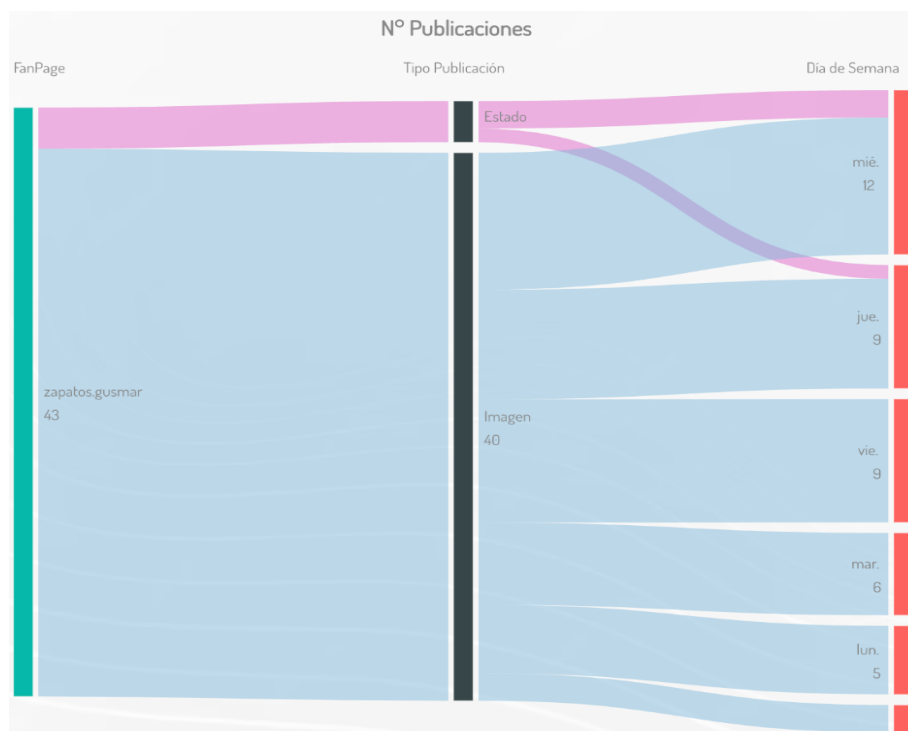 N° Publicaciones
FanPage
Tipo Publicación
Día de Semana
zapatos.gusmar
43
Estado
Imagen
40
mié.
12
jue.
9
vie.
9
mar.
6
lun.
5